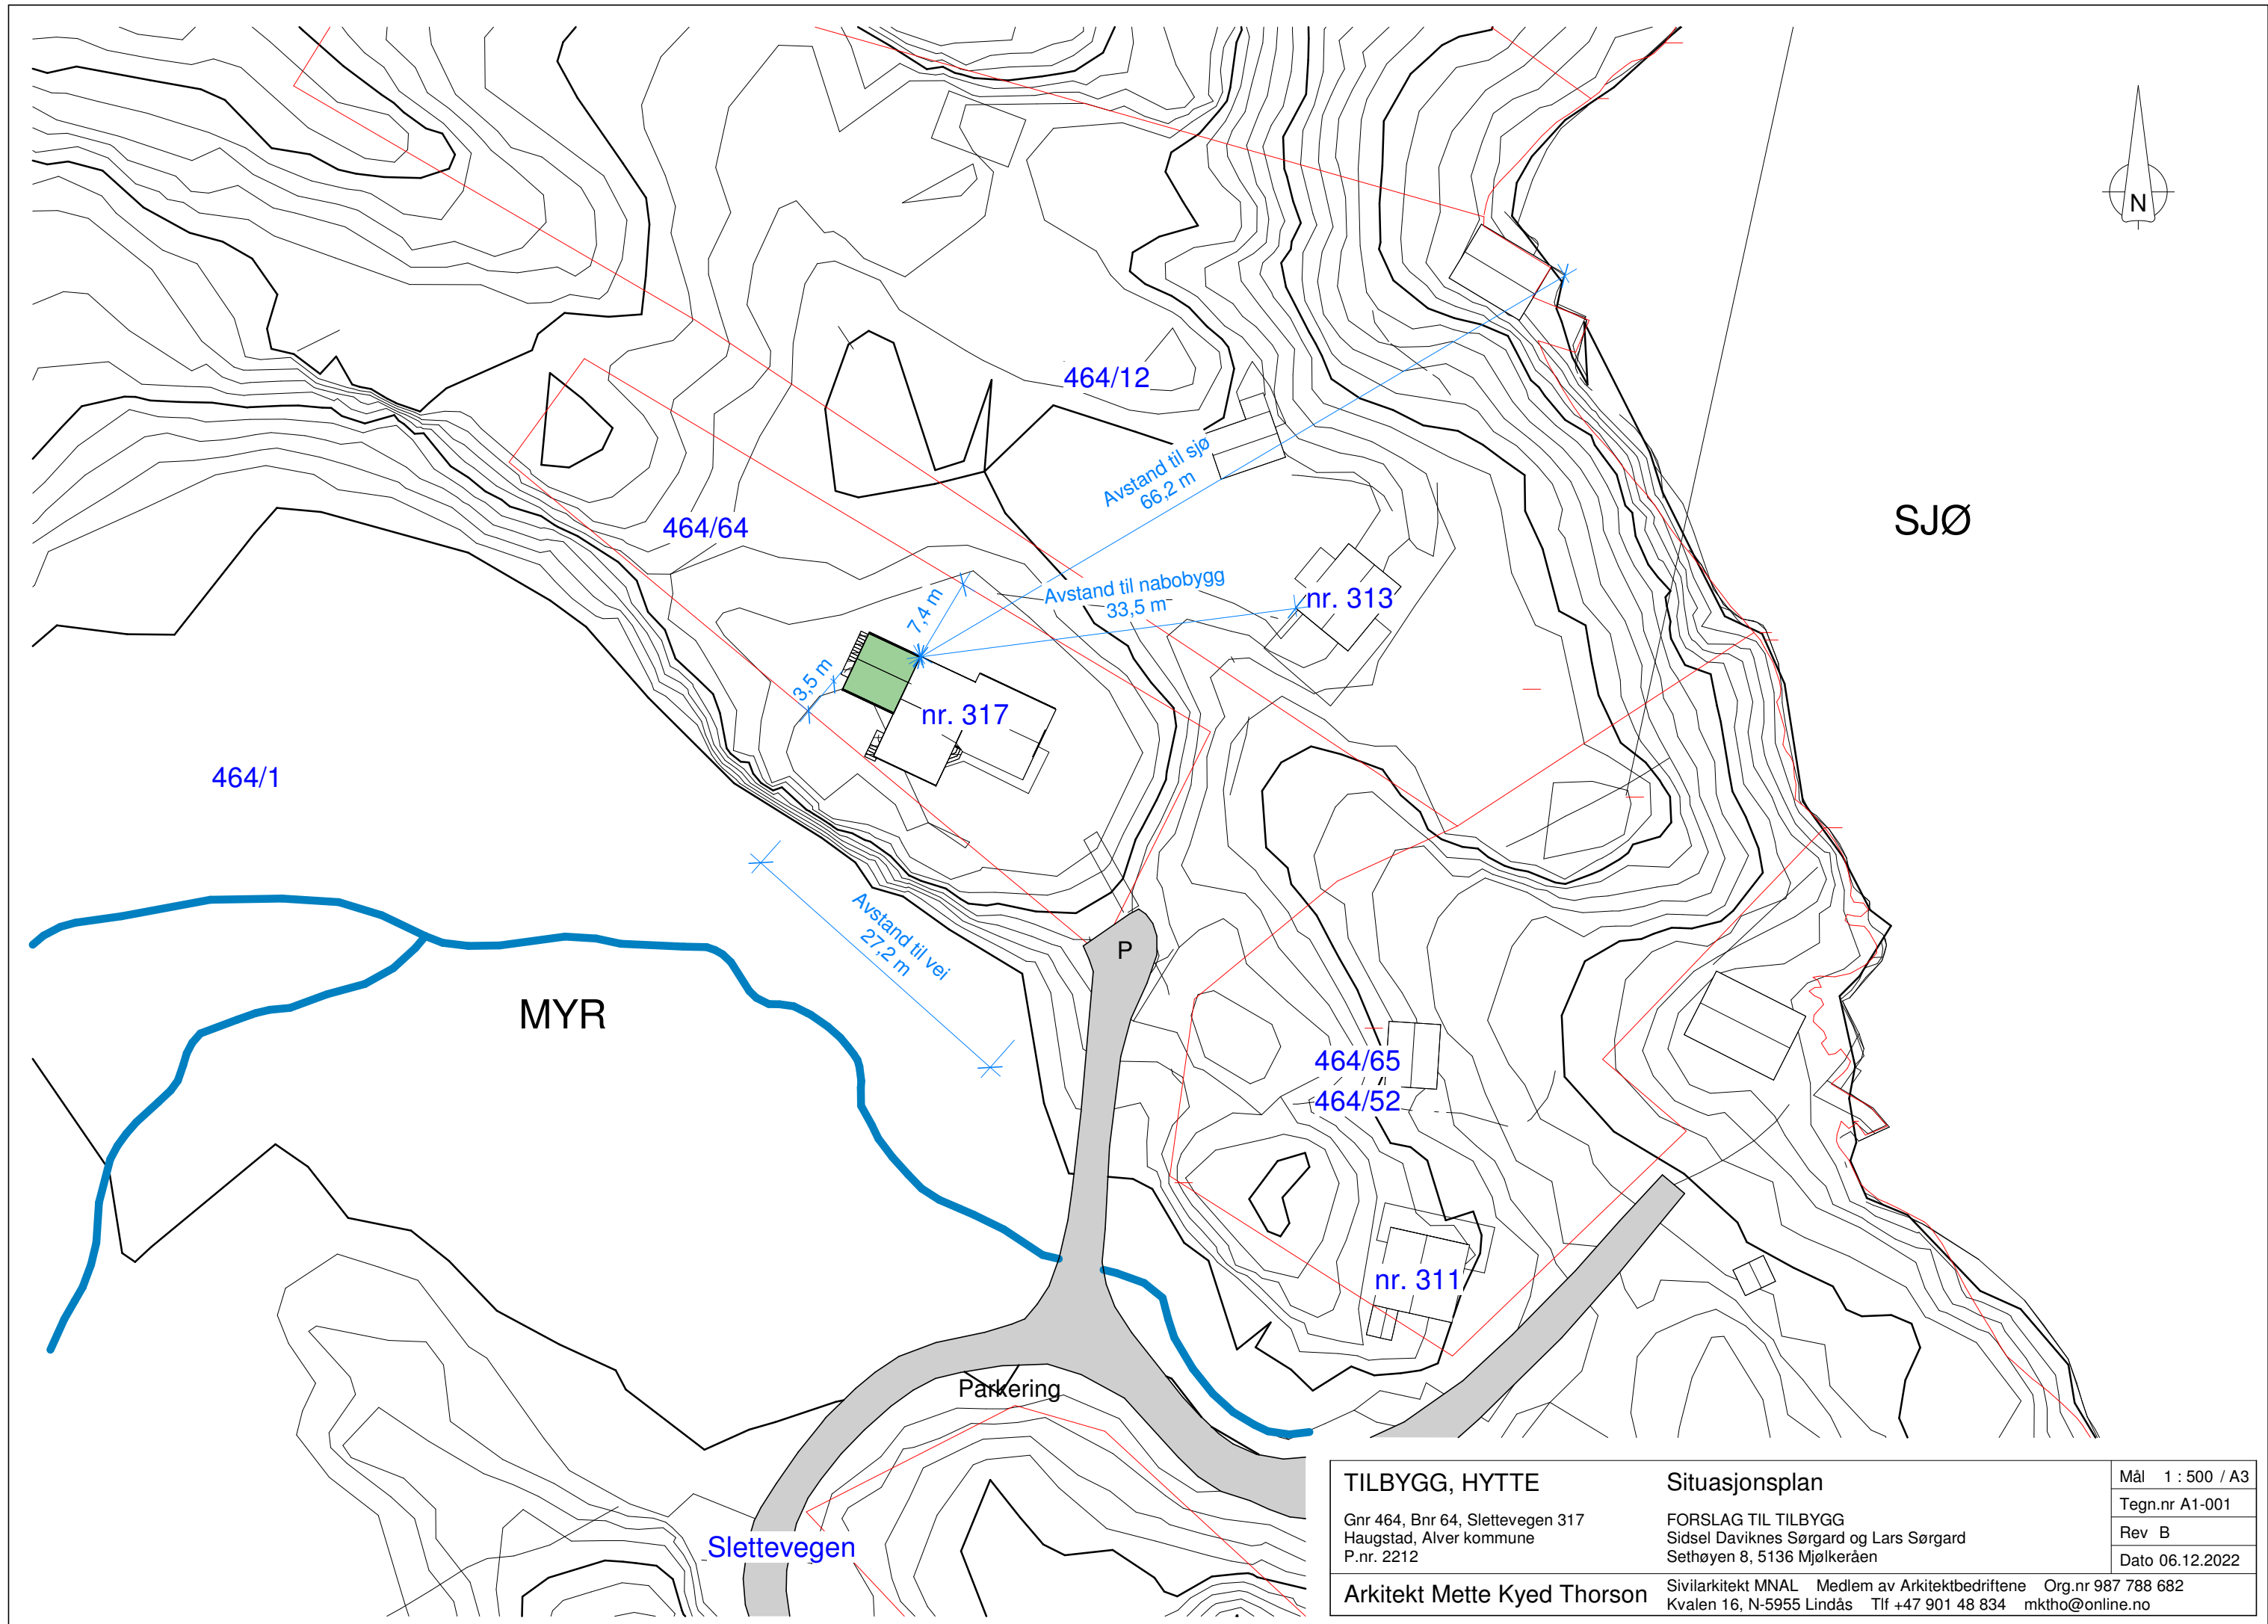 N
464/12
Avstand til sjø
66,2 m
SJØ
464/64
Avstand til nabobygg
33,5 m
nr. 313
7,4 m
3,5 m
nr. 317
464/1
Avstand til vei
27,2 m
P
MYR
464/65
464/52
nr. 311
Parkering
Slettevegen
TILBYGG, HYTTE
Gnr 464, Bnr 64, Slettevegen 317
Haugstad, Alver kommune
P.nr. 2212
Situasjonsplan
FORSLAG TIL TILBYGG
Sidsel Daviknes Sørgard og Lars Sørgard
Sethøyen 8, 5136 Mjølkeråen
Mål 1 : 500 / A3
Tegn.nr A1-001
Rev B
Dato 06.12.2022
Arkitekt Mette Kyed Thorson
Sivilarkitekt MNAL Medlem av Arkitektbedriftene Org.nr 987 788 682
Kvalen 16, N-5955 Lindås Tlf +47 901 48 834 mktho@online.no